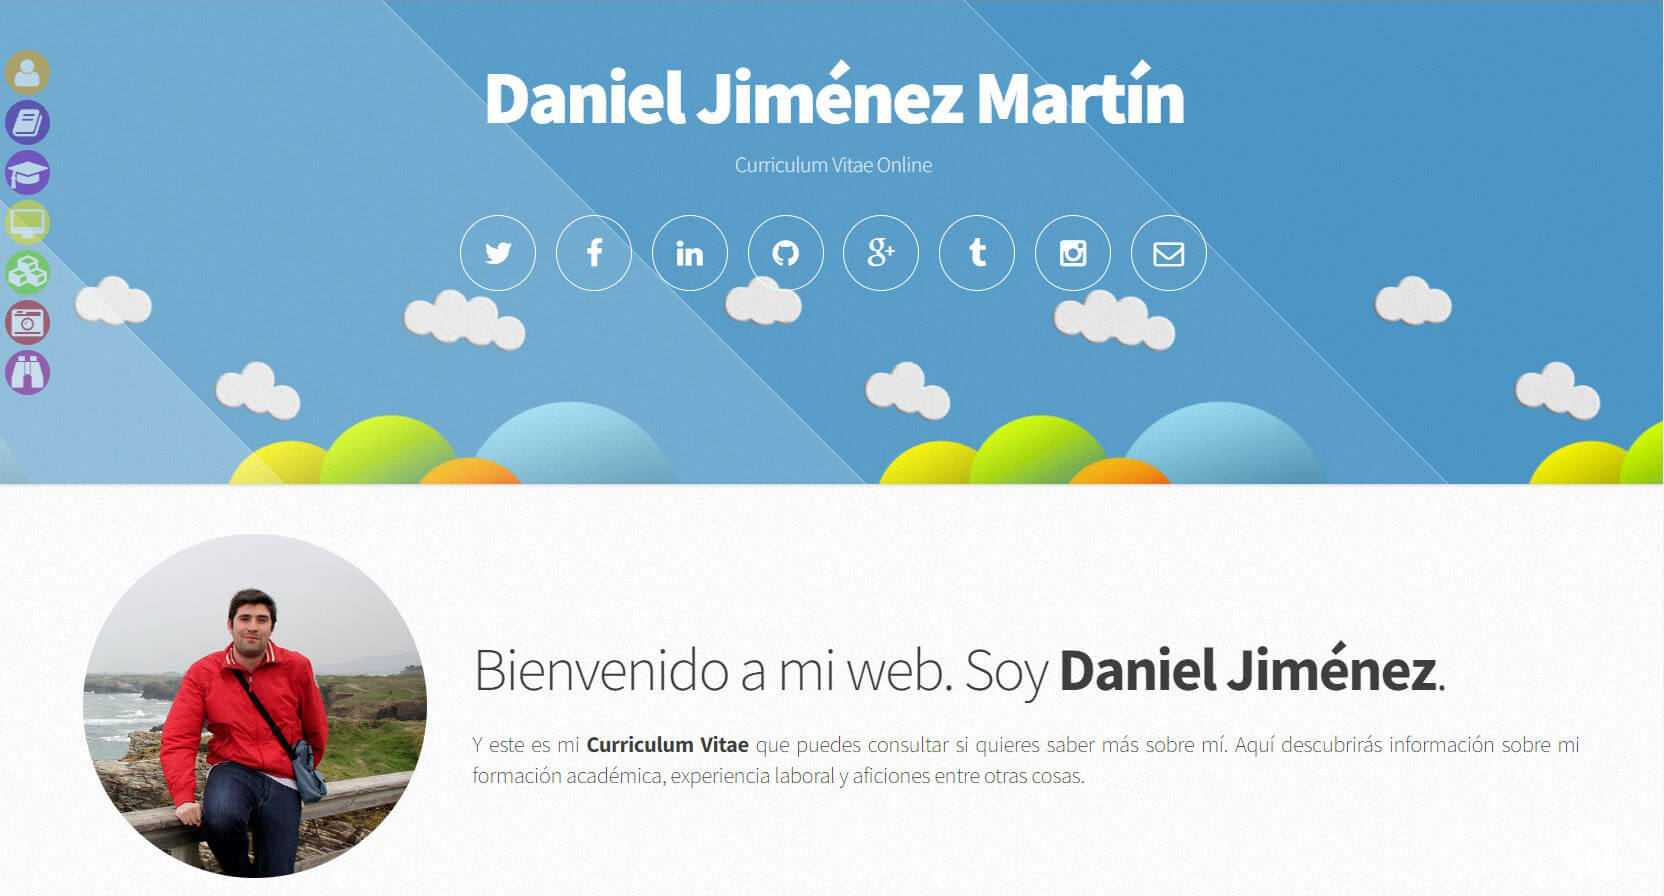 Daniel Jiménez Martín
Curriculum Vitae Online
Bienvenido a mi web. Soy Daniel Jiménez.
Y este es mi Curriculum Vitae que puedes consultar si quieres saber más sobre mí. Aquí descubrirás información sobre mi
formación académica, experiencia laboral y aficiones entre otras cosas.